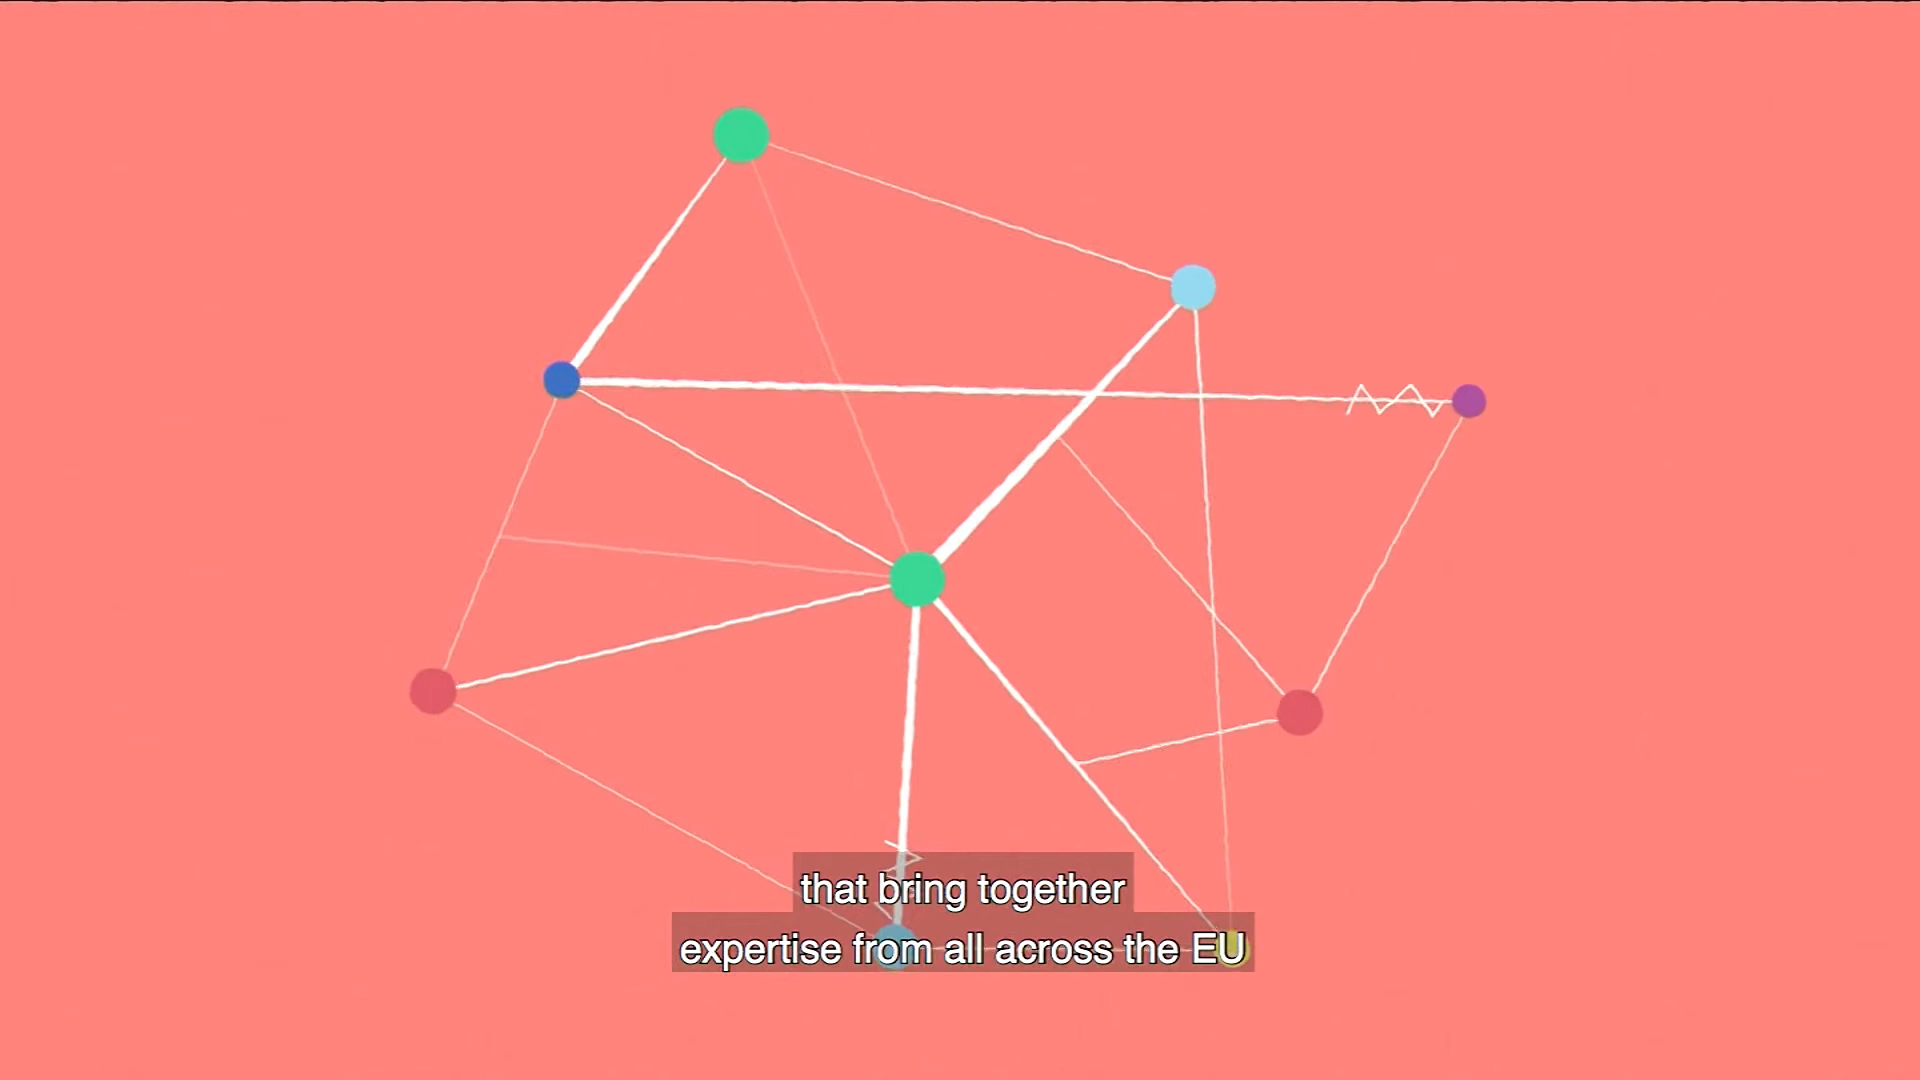 that bring together
expertise from all across the EU